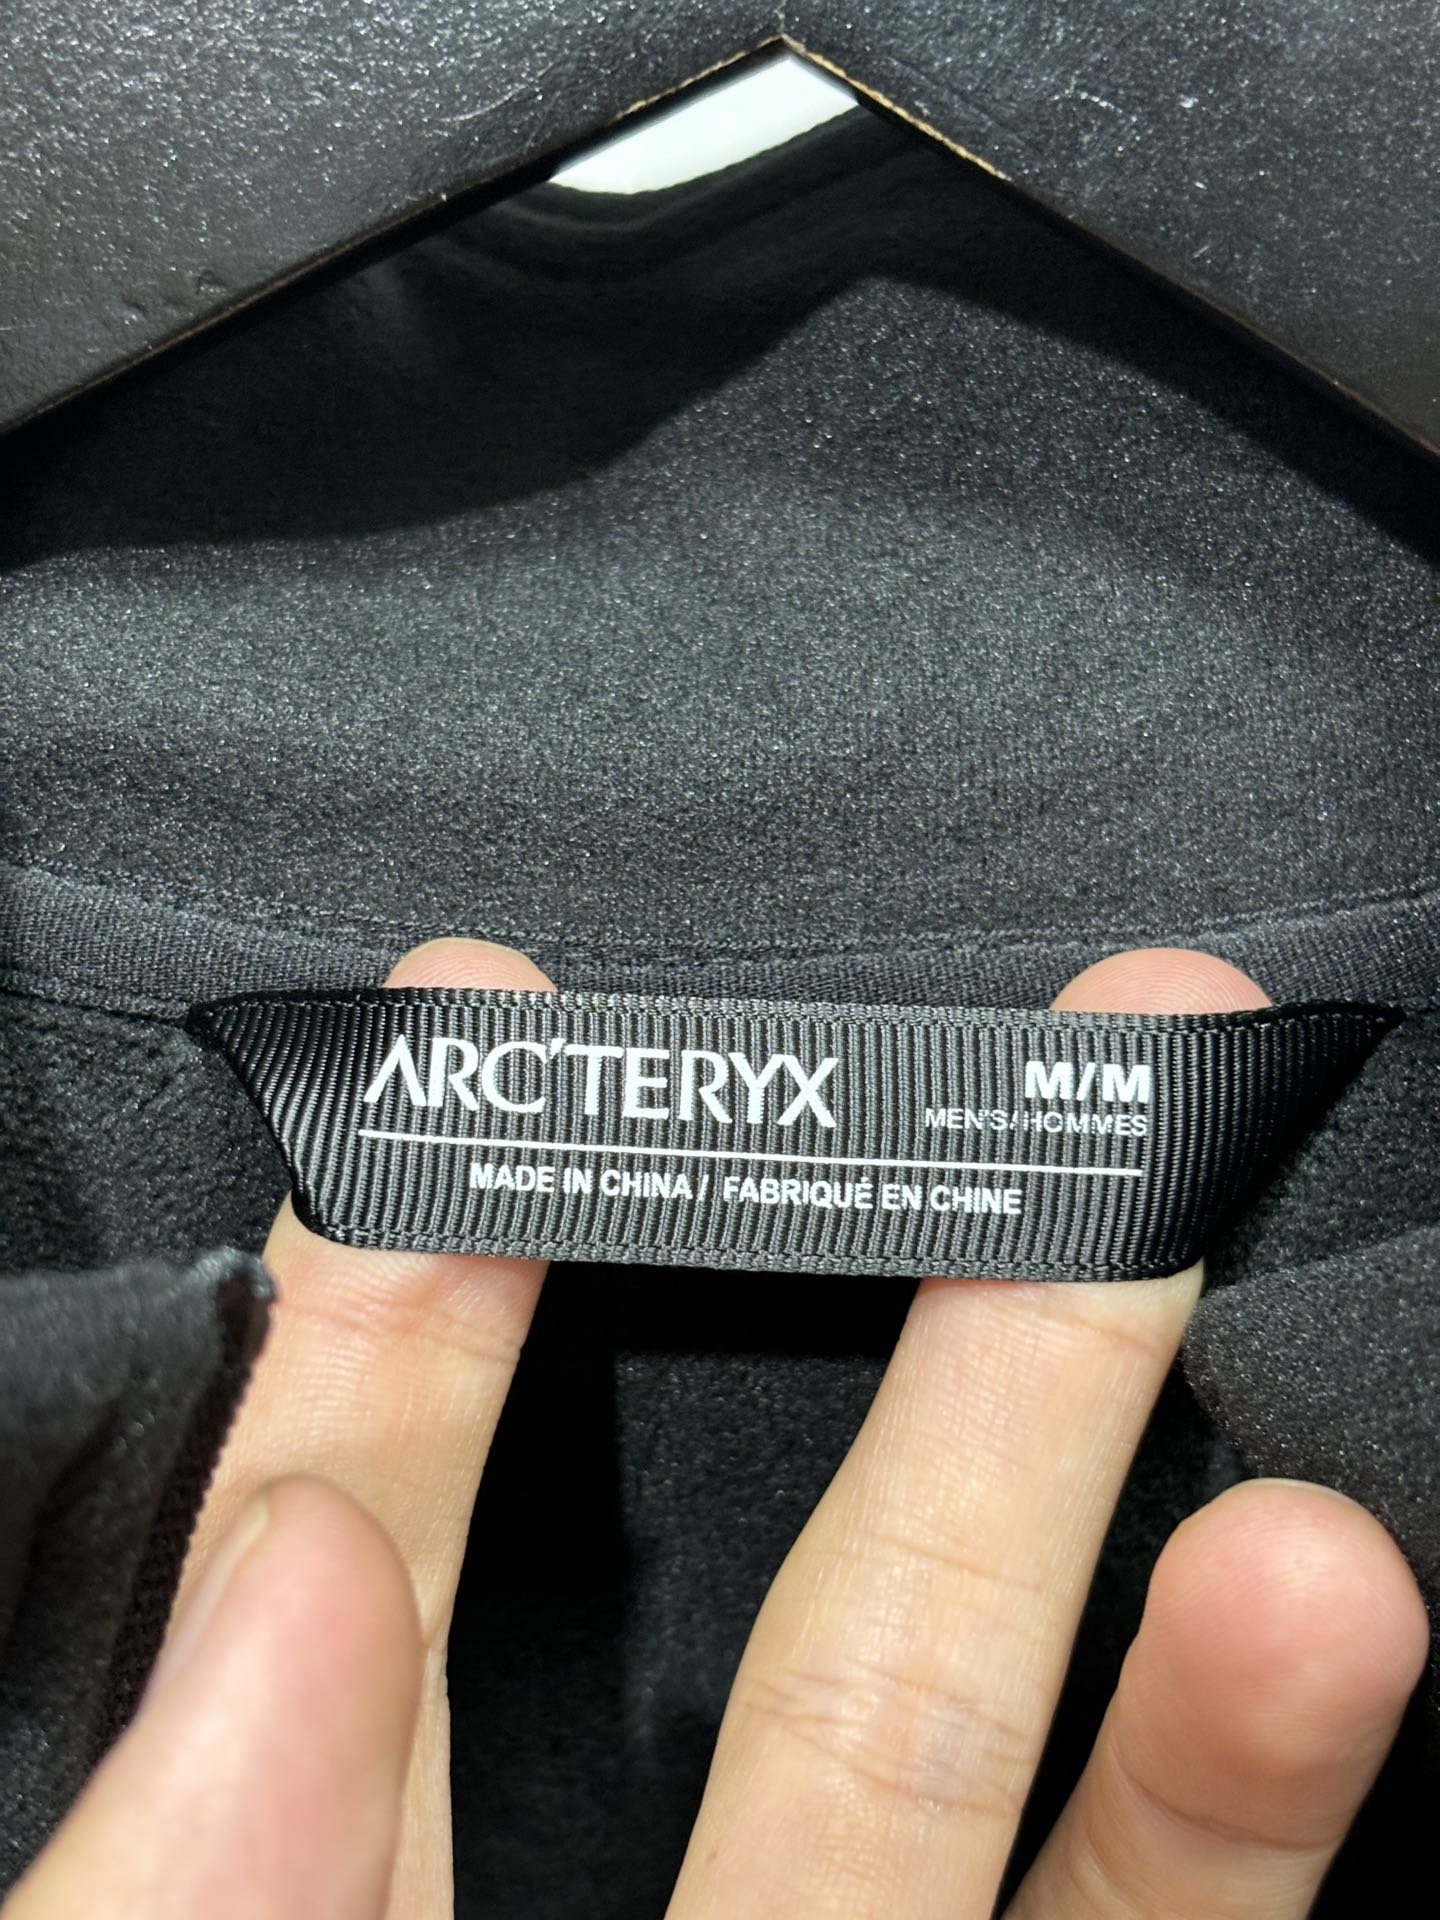 ARC'TERYX M/M
MEN'S/HOMMES
MADE IN CHINA / FABRIQUÉ EN CHINE